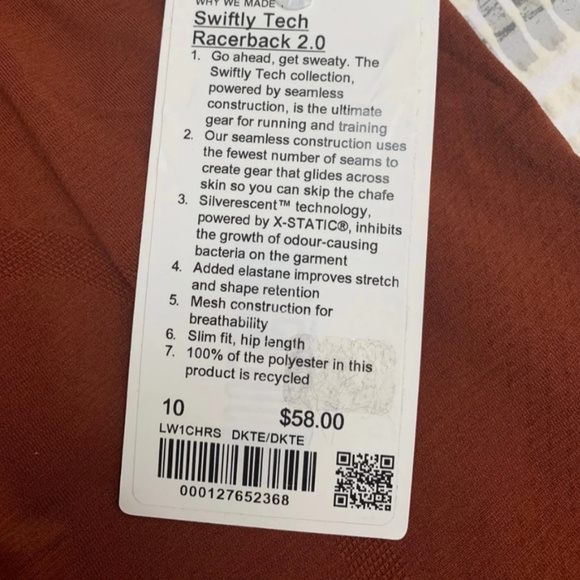 WHY WE MADE
Swiftly Tech
Racerback 2.0
1. Go ahead, get sweaty. The
Swiftly Tech collection,
powered by seamless
construction, is the ultimate
gear for running and training
2. Our seamless construction uses
the fewest number of seams to
create gear that glides across
skin so you can skip the chafe
3. Silverescent™ technology,
powered by X-STATIC®, inhibits
the growth of odour-causing
bacteria on the garment
4. Added elastane improves stretch
and shape retention
5. Mesh construction for
breathability
6. Slim fit, hip length
7. 100% of the polyester in this
product is recycled
10 $58.00
LW1CHRS DKTE/DKTE
000127652368